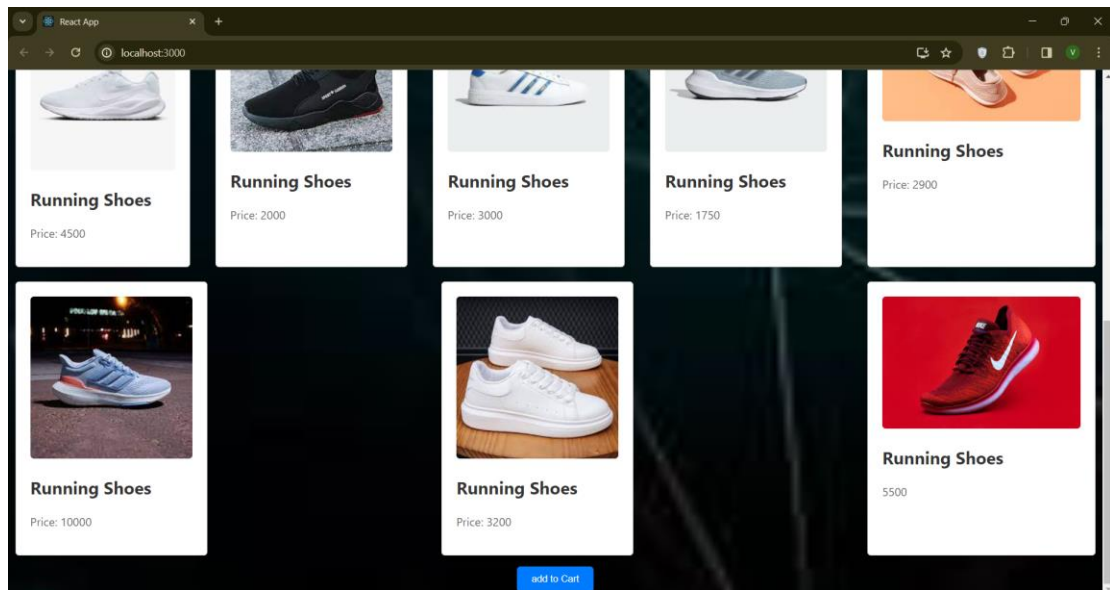 React App
localhost:3000
V
Running Shoes
Price: 4500
Running Shoes
Price: 2000
Running Shoes
Price: 3000
Running Shoes
Price: 1750
Running Shoes
Price: 2900
Running Shoes
Price: 10000
Running Shoes
Price: 3200
NIKE
Running Shoes
5500
add to Cart